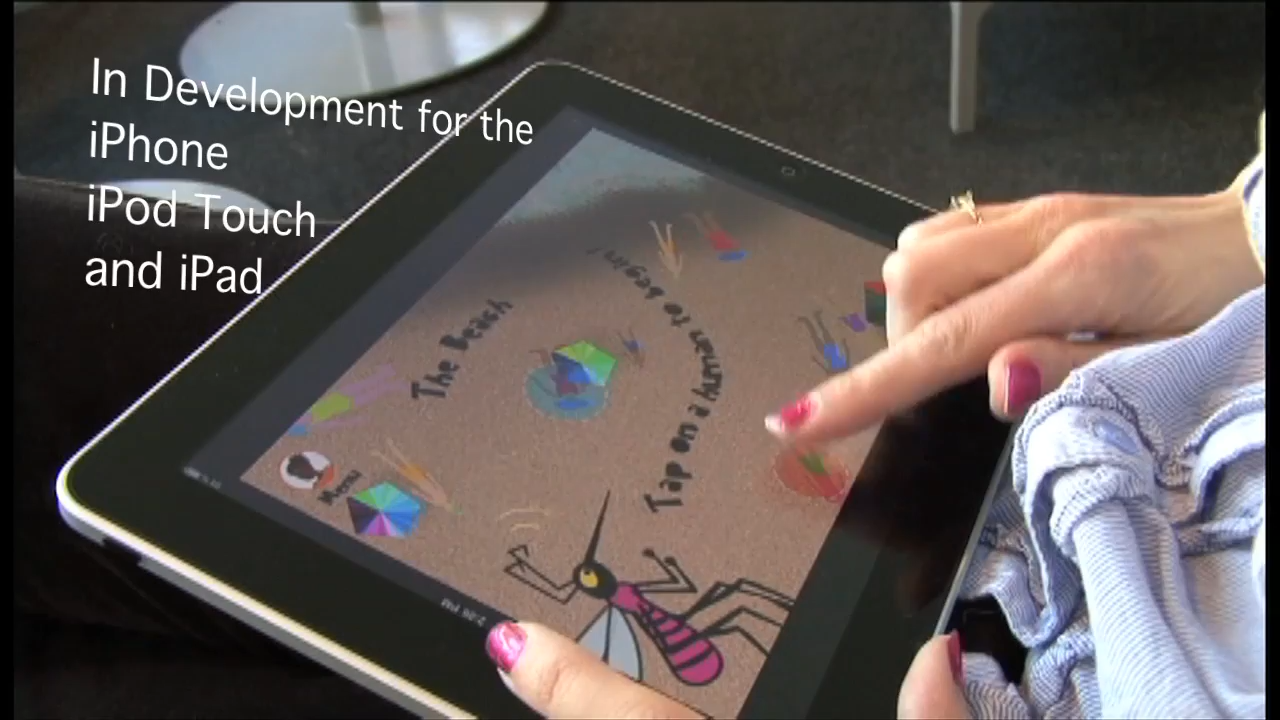 In Development for the
iPhone
iPod Touch
and iPad
The Beach
Tap on a human to begin!
Menu